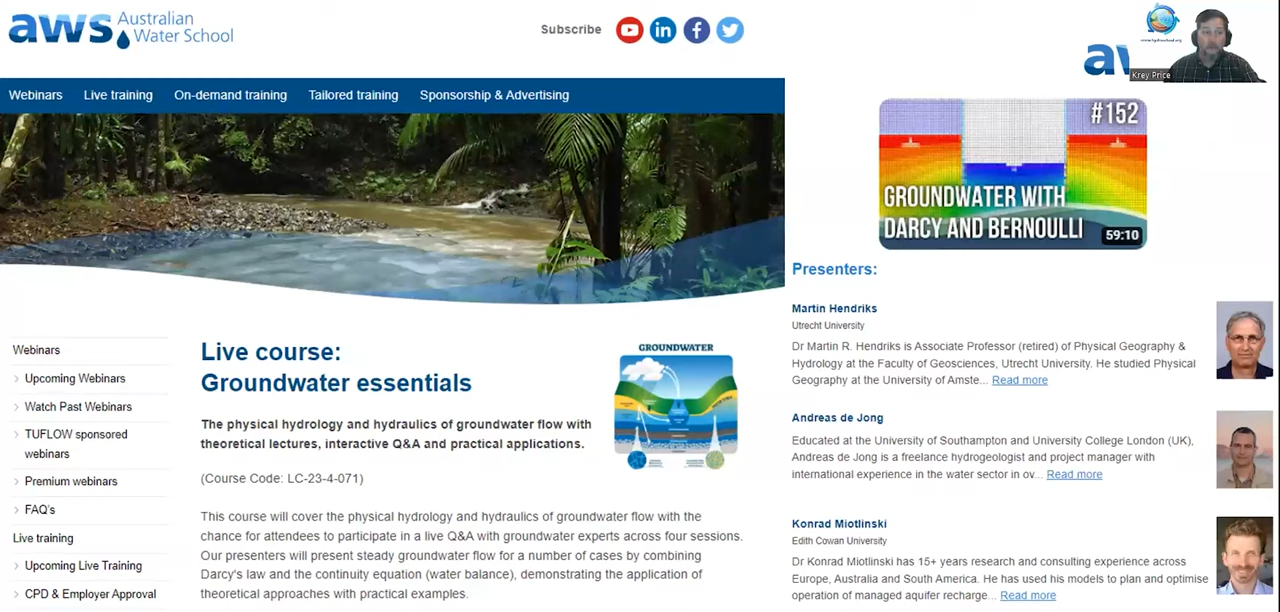 aws Australian
Water School
Subscribe
www.hydroschool.org
Krey Price
Webinars Live training On-demand training Tailored training Sponsorship & Advertising
#152
GROUNDWATER WITH
DARCY AND BERNOULLI
59:10
Webinars
Upcoming Webinars
Watch Past Webinars
TUFLOW sponsored
webinars
Premium webinars
FAQ's
Live training
Upcoming Live Training
CPD & Employer Approval
Live course:
Groundwater essentials
GROUNDWATER
The physical hydrology and hydraulics of groundwater flow with
theoretical lectures, interactive Q&A and practical applications.
(Course Code: LC-23-4-071)
This course will cover the physical hydrology and hydraulics of groundwater flow with the
chance for attendees to participate in a live Q&A with groundwater experts across four sessions.
Our presenters will present steady groundwater flow for a number of cases by combining
Darcy's law and the continuity equation (water balance), demonstrating the application of
theoretical approaches with practical examples.
Presenters:
Martin Hendriks
Utrecht University
Dr Martin R. Hendriks is Associate Professor (retired) of Physical Geography &
Hydrology at the Faculty of Geosciences, Utrecht University. He studied Physical
Geography at the University of Amste... Read more
Andreas de Jong
Educated at the University of Southampton and University College London (UK),
Andreas de Jong is a freelance hydrogeologist and project manager with
international experience in the water sector in ov... Read more
Konrad Miotlinski
Edith Cowan University
Dr Konrad Miotlinski has 15+ years research and consulting experience across
Europe, Australia and South America. He has used his models to plan and optimise
operation of managed aquifer recharge... Read more